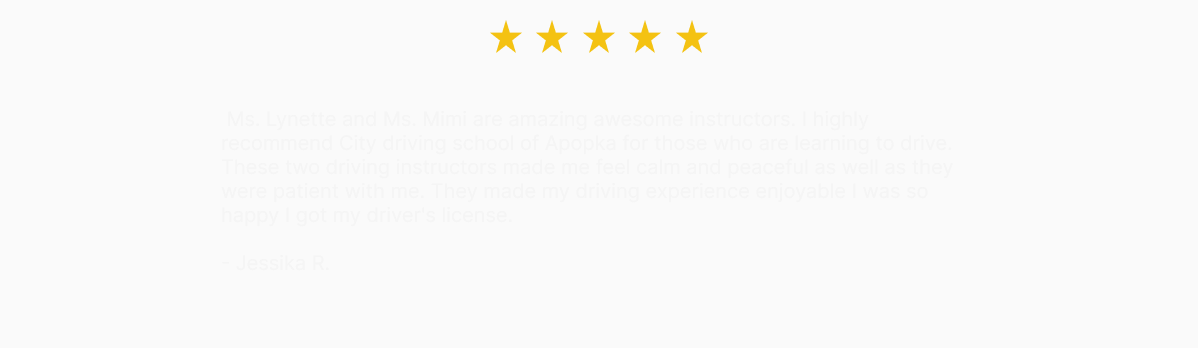 Ms. Lynette and Ms. Mimi are amazing awesome instructors. I highly
recommend City driving school of Apopka for those who are learning to drive.
These two driving instructors made me feel calm and peaceful as well as they
were patient with me. They made my driving experience enjoyable I was so
happy I got my driver's license.
- Jessika R.